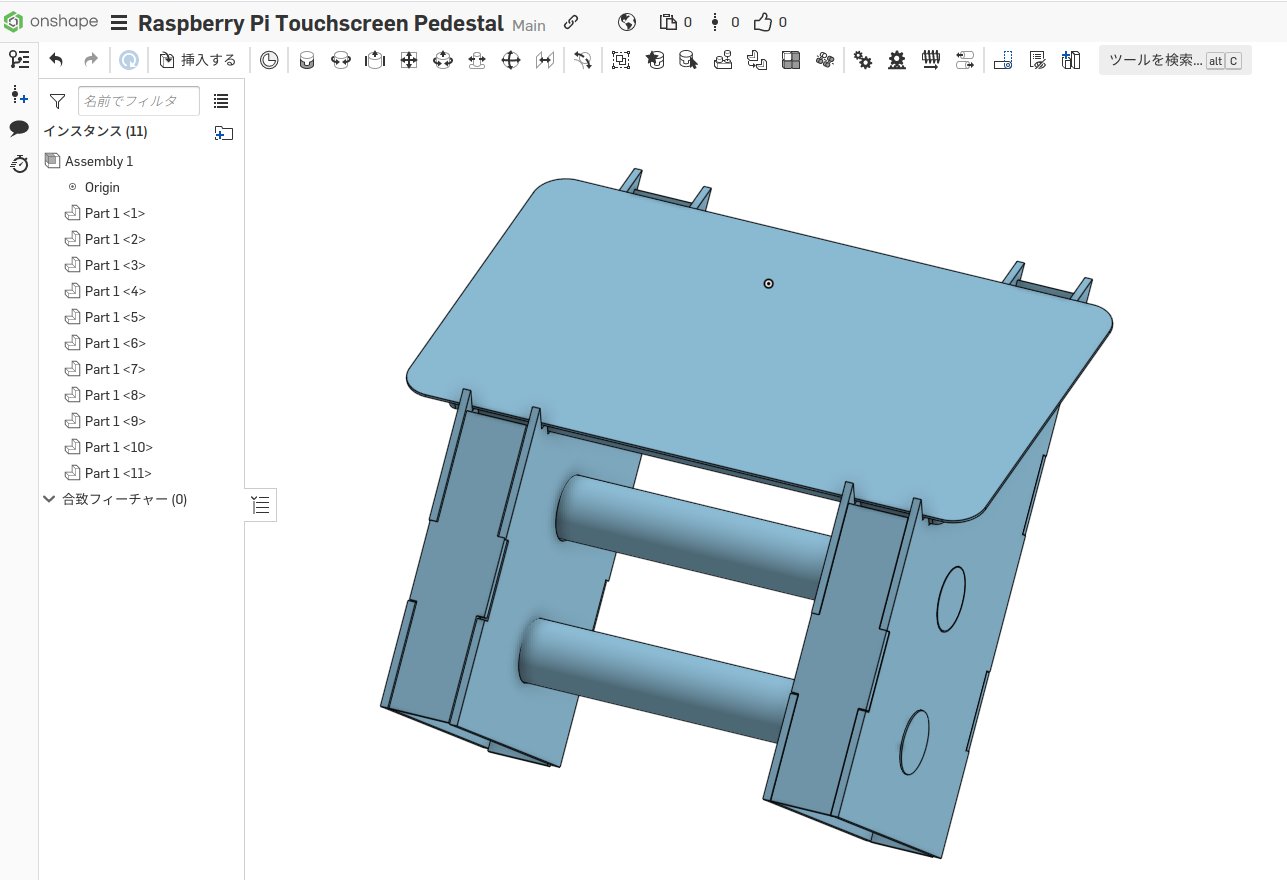 onshape Raspberry Pi Touchscreen Pedestal Main 0 0 0
挿入する ツールを検索... alt C
名前でフィルタ
インスタンス (11)
Assembly 1
Origin
Part 1 <1>
Part 1 <2>
Part 1 <3>
Part 1 <4>
Part 1 <5>
Part 1 <6>
Part 1 <7>
Part 1 <8>
Part 1 <9>
Part 1 <10>
Part 1 <11>
合致フィーチャー (0)